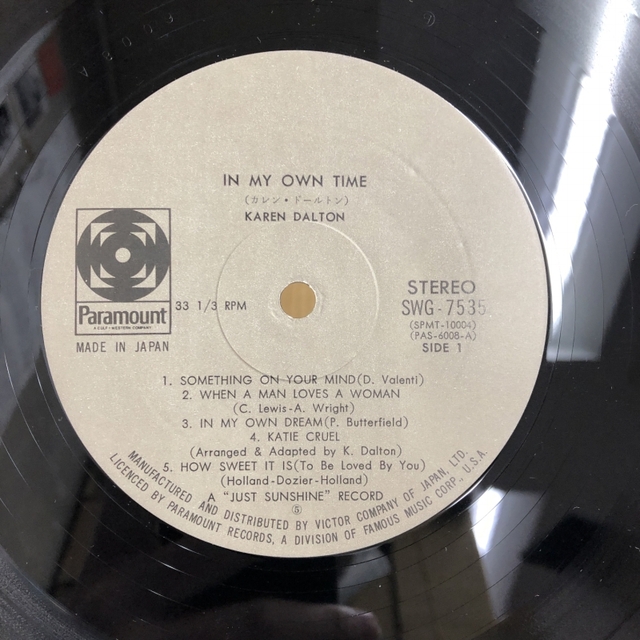 IN MY OWN TIME
(カレン・ドールトン)
KAREN DALTON
Paramount
A GULF+WESTERN COMPANY
MADE IN JAPAN
33 1/3 RPM
STEREO
SWG-7535
(SPMT-10004)
(PAS-6008-A)
SIDE 1
1. SOMETHING ON YOUR MIND(D. Valenti)
2. WHEN A MAN LOVES A WOMAN
(C. Lewis-A. Wright)
3. IN MY OWN DREAM(P. Butterfield)
4. KATIE CRUEL
(Arranged & Adapted by K. Dalton)
5. HOW SWEET IT IS(To Be Loved By You)
(Holland-Dozier-Holland)
A "JUST SUNSHINE" RECORD
Ⓢ
MANUFACTURED AND DISTRIBUTED BY VICTOR COMPANY OF JAPAN, LTD.
LICENCED BY PARAMOUNT RECORDS, A DIVISION OF FAMOUS MUSIC CORP., U.S.A.